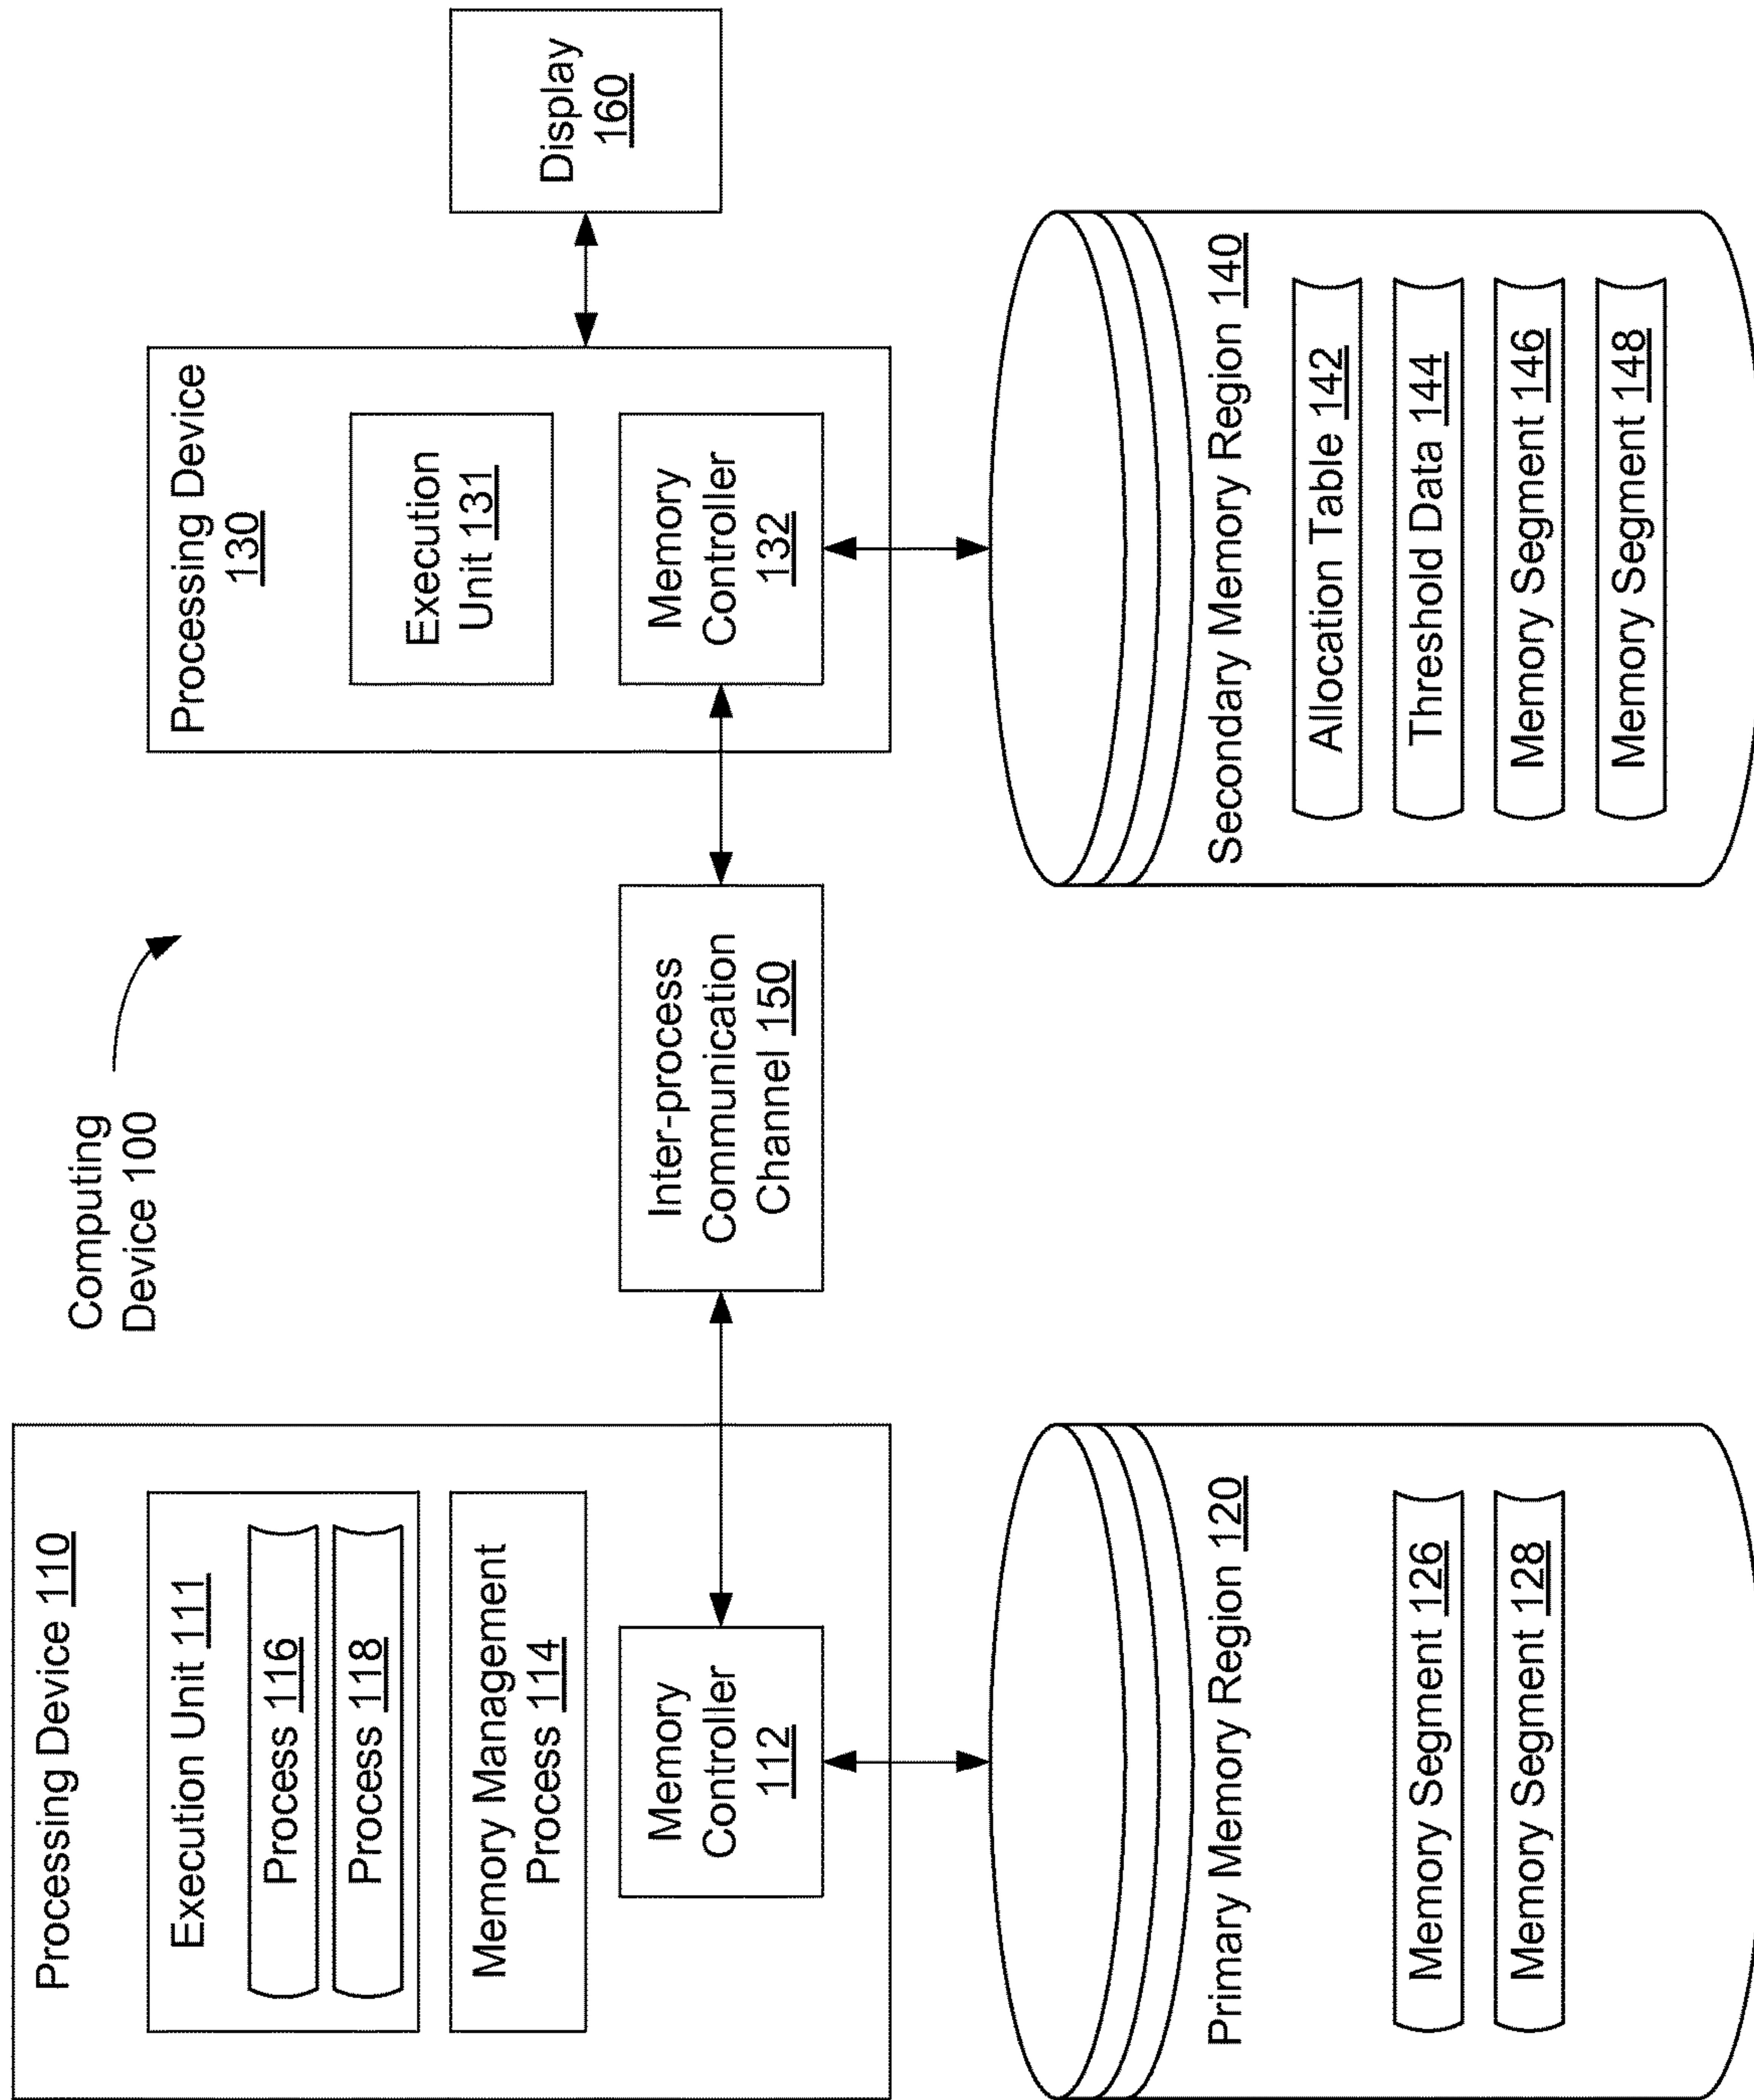 Computing
Device 100
Processing Device 110
Execution Unit 111
Process 116
Process 118
Memory Management
Process 114
Memory
Controller
112
Inter-process
Communication
Channel 150
Processing Device
130
Execution
Unit 131
Memory
Controller
132
Display
160
Primary Memory Region 120
Memory Segment 126
Memory Segment 128
Secondary Memory Region 140
Allocation Table 142
Threshold Data 144
Memory Segment 146
Memory Segment 148